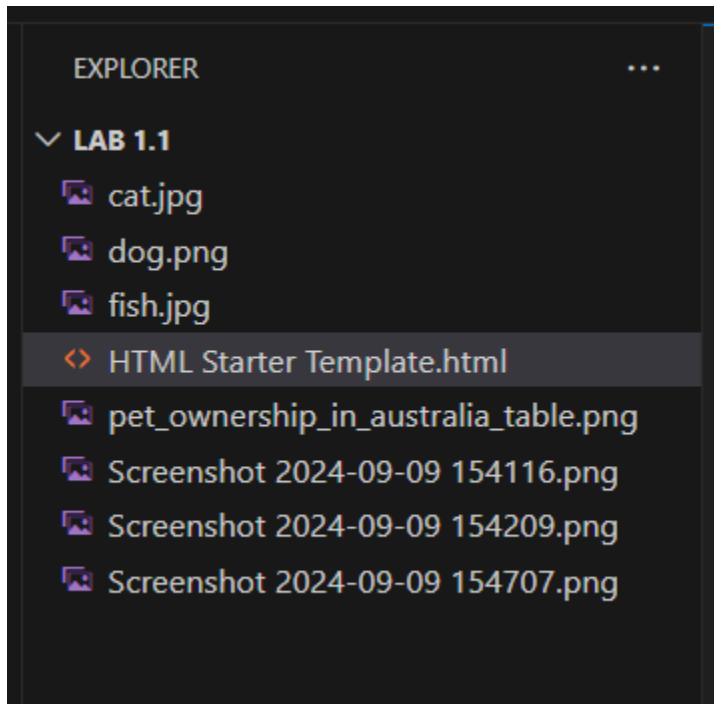 EXPLORER
LAB 1.1
cat.jpg
dog.png
fish.jpg
HTML Starter Template.html
pet_ownership_in_australia_table.png
Screenshot 2024-09-09 154116.png
Screenshot 2024-09-09 154209.png
Screenshot 2024-09-09 154707.png